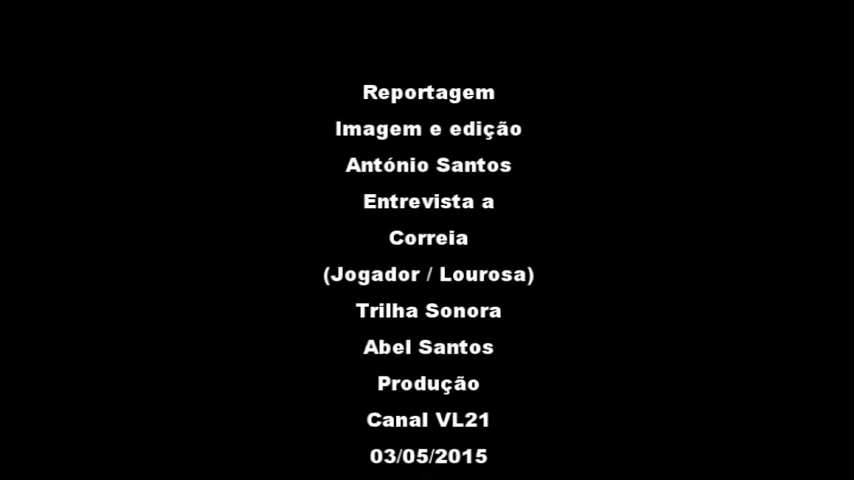 Reportagem
Imagem e edição
António Santos
Entrevista a
Correia
(Jogador / Lourosa)
Trilha Sonora
Abel Santos
Produção
Canal VL21
03/05/2015